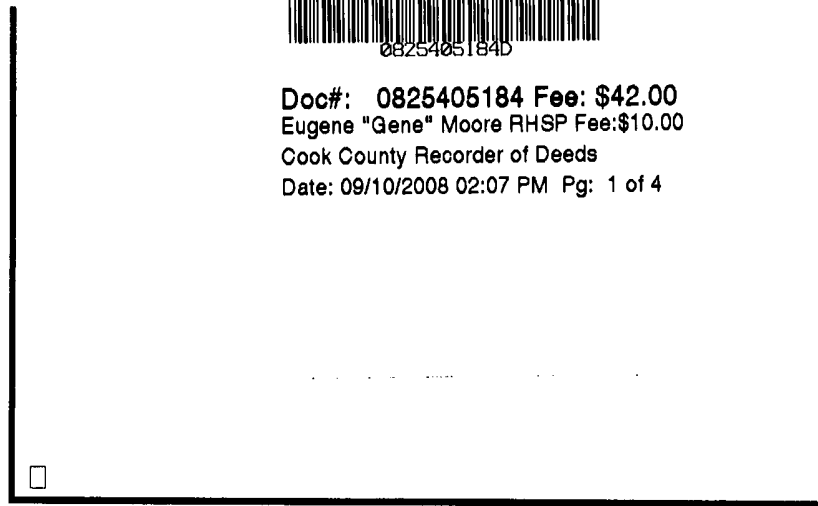 0825405184D
Doc#: 0825405184 Fee: $42.00
Eugene "Gene" Moore RHSP Fee:$10.00
Cook County Recorder of Deeds
Date: 09/10/2008 02:07 PM Pg: 1 of 4